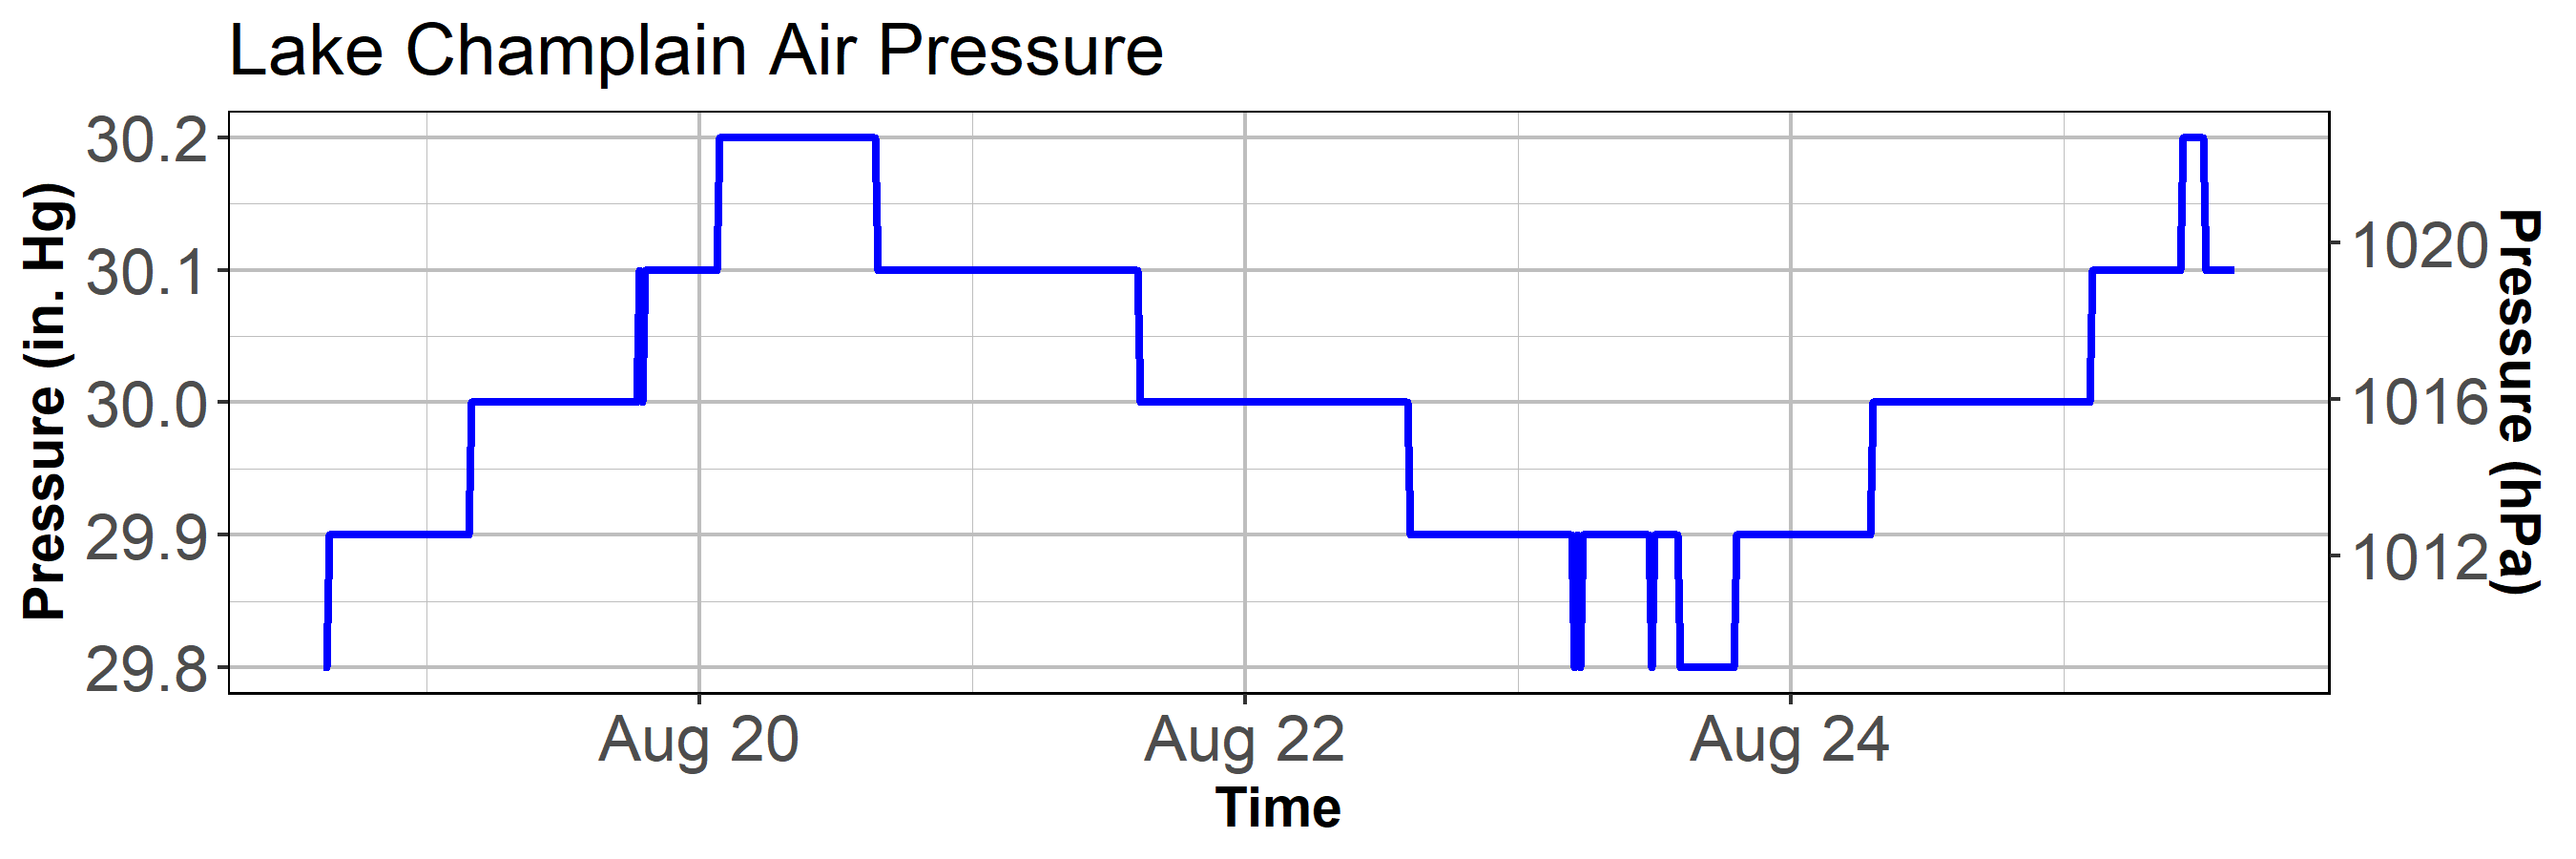 Lake Champlain Air Pressure
Pressure (in. Hg)
30.2
30.1
30.0
29.9
29.8
1020
1016
1012
Pressure (hPa)
Aug 20
Aug 22
Aug 24
Time